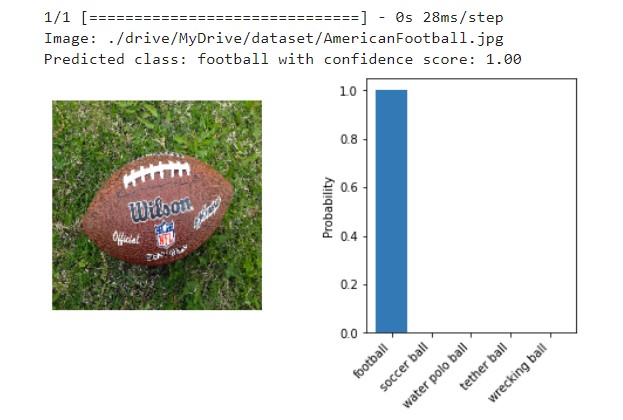 1/1 [==============================] - 0s 28ms/step
Image: ./drive/MyDrive/dataset/AmericanFootball.jpg
Predicted class: football with confidence score: 1.00
Wilson
Official
NFL
Probability
1.0
0.8
0.6
0.4
0.2
0.0
football
soccer ball
water polo ball
tether ball
wrecking ball